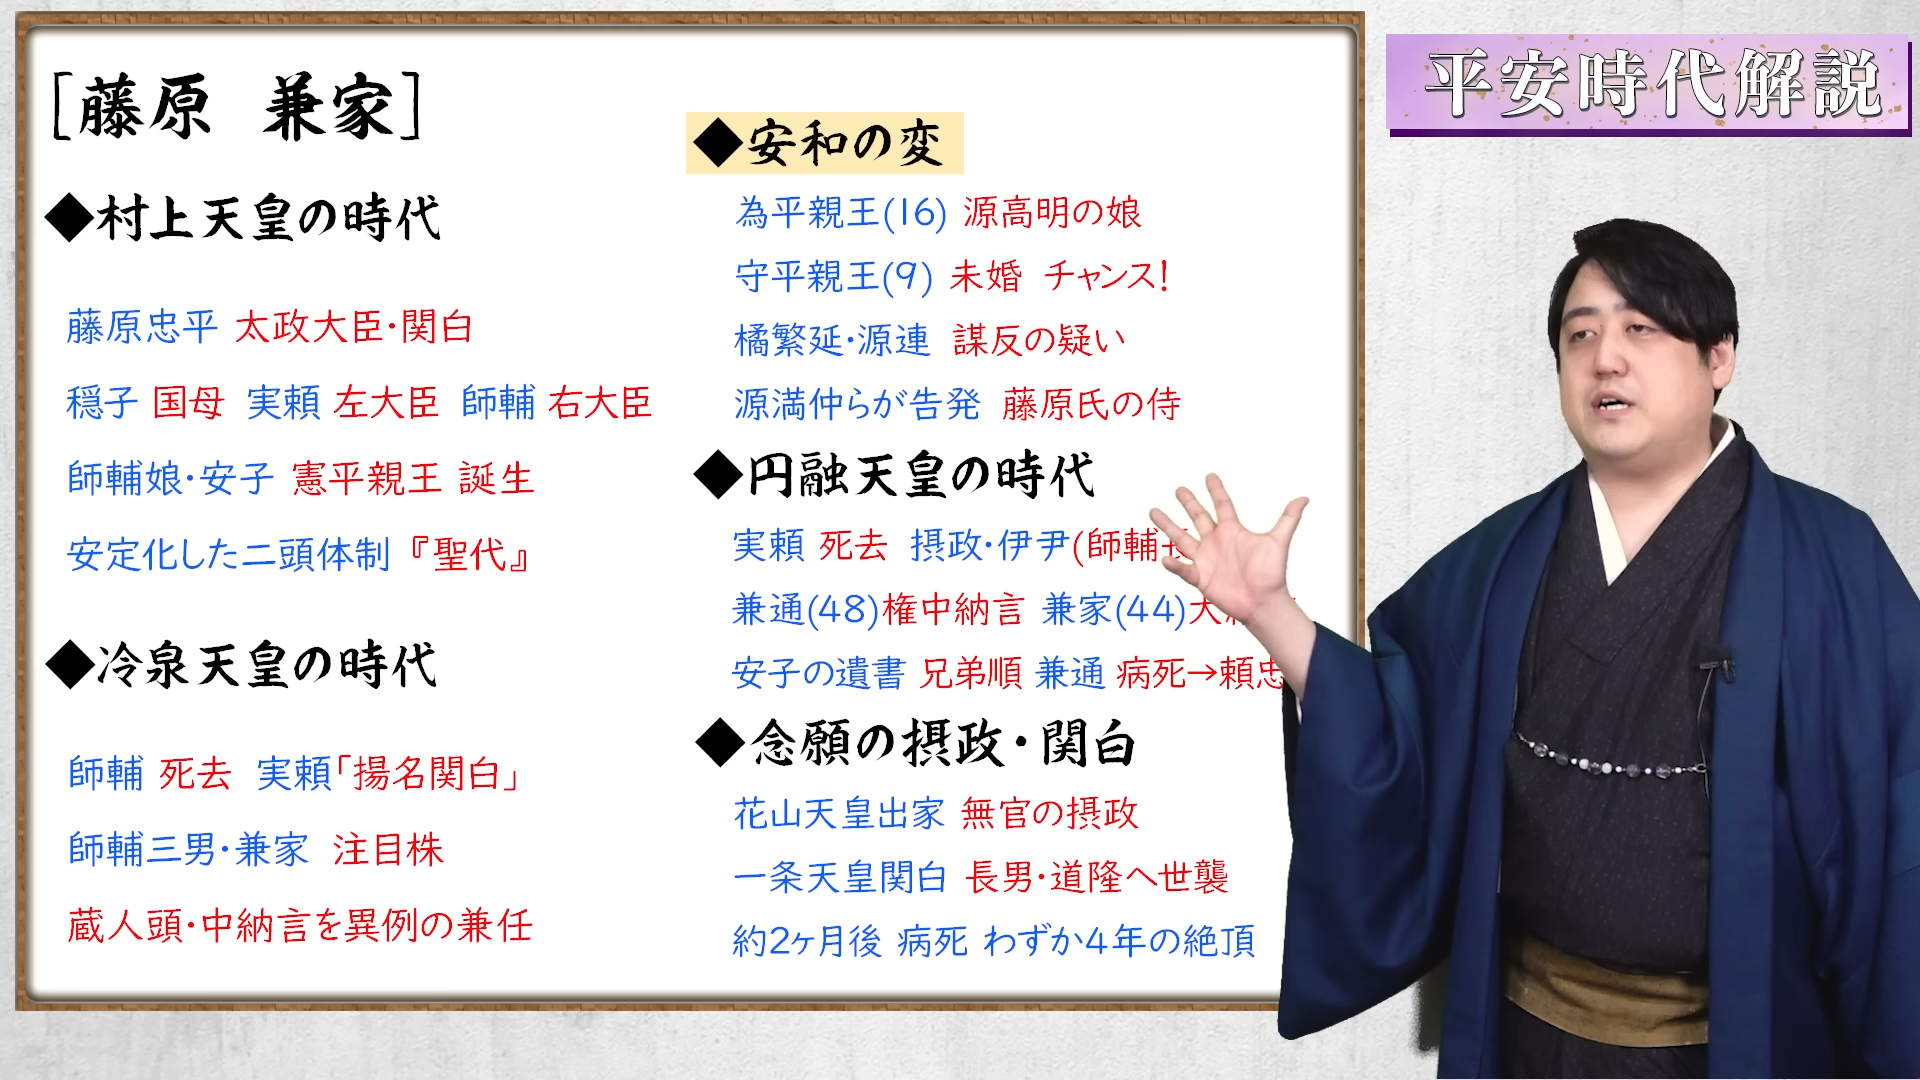 [藤原 兼家]
◆村上天皇の時代
藤原忠平 太政大臣・関白
穏子 国母 実頼 左大臣 師輔 右大臣
師輔娘・安子 憲平親王 誕生
安定化した二頭体制 『聖代』
◆冷泉天皇の時代
師輔 死去 実頼「揚名関白」
師輔三男・兼家 注目株
蔵人頭・中納言を異例の兼任
◆安和の変
為平親王(16) 源高明の娘
守平親王(9) 未婚 チャンス!
橘繁延・源連 謀反の疑い
源満仲らが告発 藤原氏の侍
◆円融天皇の時代
実頼 死去 摂政・伊尹(師輔
兼通(48)権中納言 兼家(44)大
安子の遺書 兄弟順 兼通 病死→頼忠
◆念願の摂政・関白
花山天皇出家 無官の摂政
一条天皇関白 長男・道隆へ世襲
約2ヶ月後 病死 わずか4年の絶頂
平安時代解説